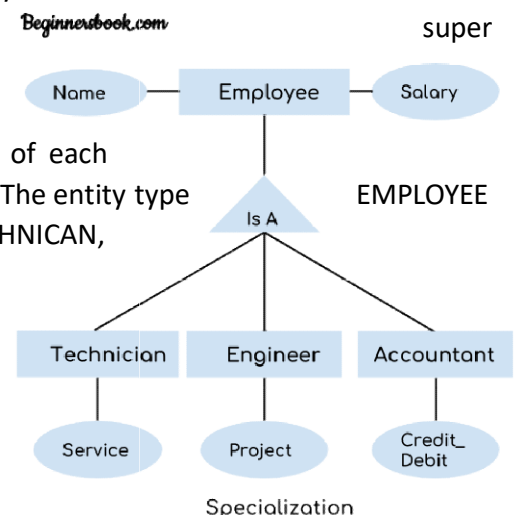 Beginnersbook.com
super
Name
Employee
Salary
of each
The entity type EMPLOYEE
Is A
HNICAN,
Technician
Engineer
Accountant
Service
Project
Credit_
Debit
Specialization